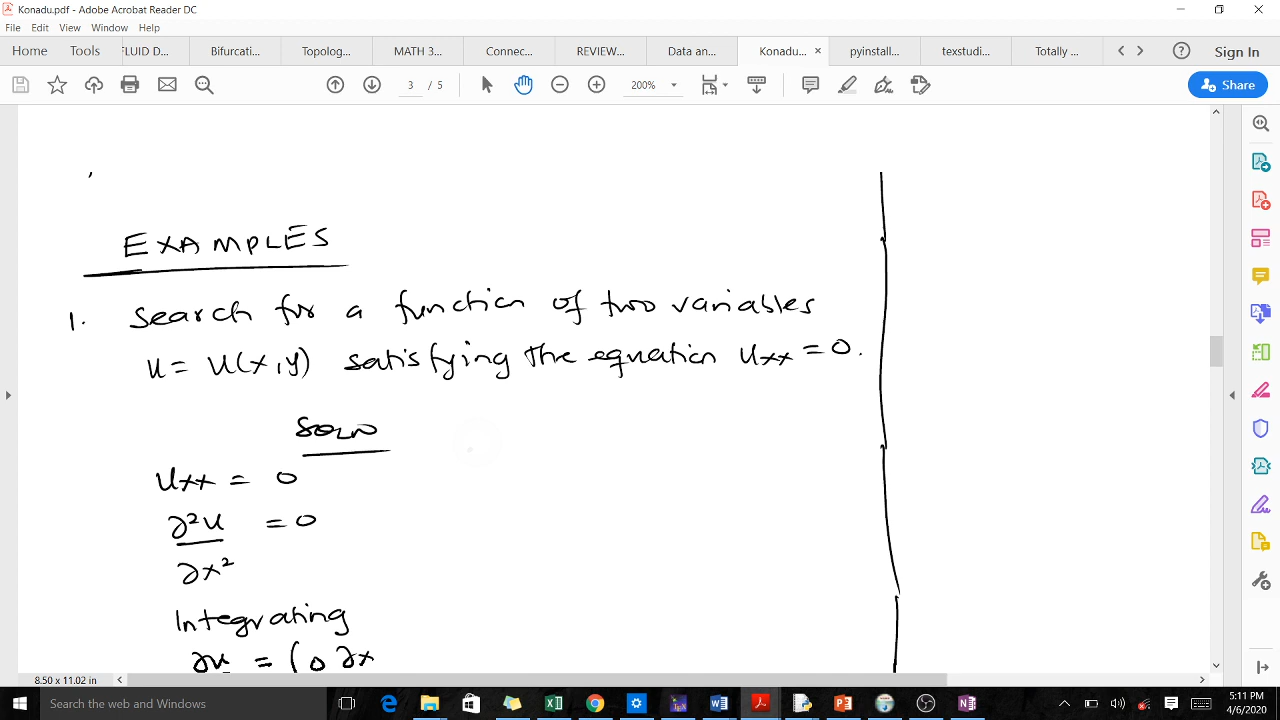 Konadu.pdf - Adobe Acrobat Reader DC
File Edit View Window Help
Home Tools FLUID D... Bifurcati... Topolog... MATH 3... Connec... REVIEW... Data an... Konadu... × pyinstall... texstudi... Totally ... Sign In
3 / 5 200% Share
EXAMPLES
1. Search for a function of two variables
u = u(x,y) satisfying the equation Uxx = 0.
Soln
Uxx = 0
∂²u = 0
∂x²
Integrating
∂u = ∫0 ∂x
8.50 x 11.02 in
Search the web and Windows
5:11 PM
4/6/2020